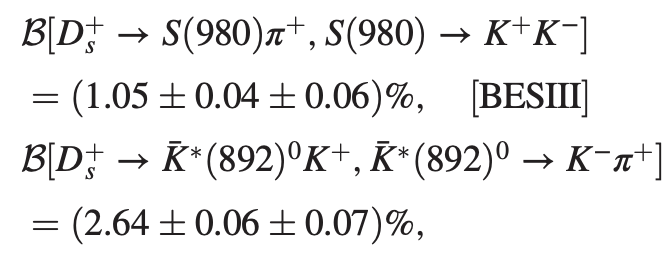 ℬ[D_s^+ → S(980)π^+, S(980) → K^+K^-]
= (1.05 ± 0.04 ± 0.06)%, [BESIII]
ℬ[D_s^+ → K̄*(892)^0K^+, K̄*(892)^0 → K^-π^+]
= (2.64 ± 0.06 ± 0.07)%,